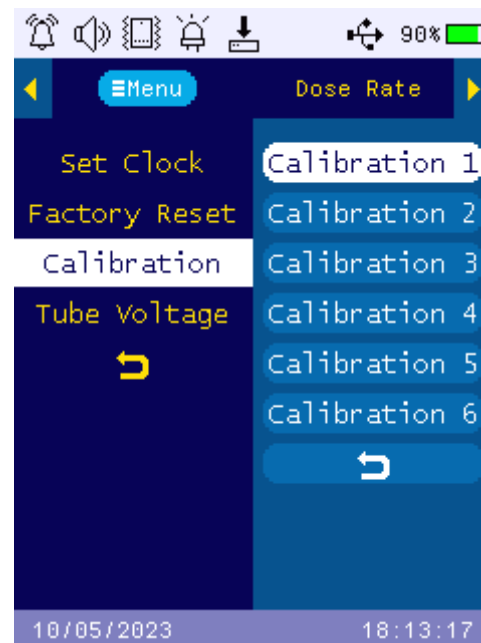 90%
≡Menu
Dose Rate
Set Clock
Factory Reset
Calibration
Tube Voltage
Calibration 1
Calibration 2
Calibration 3
Calibration 4
Calibration 5
Calibration 6
10/05/2023
18:13:17